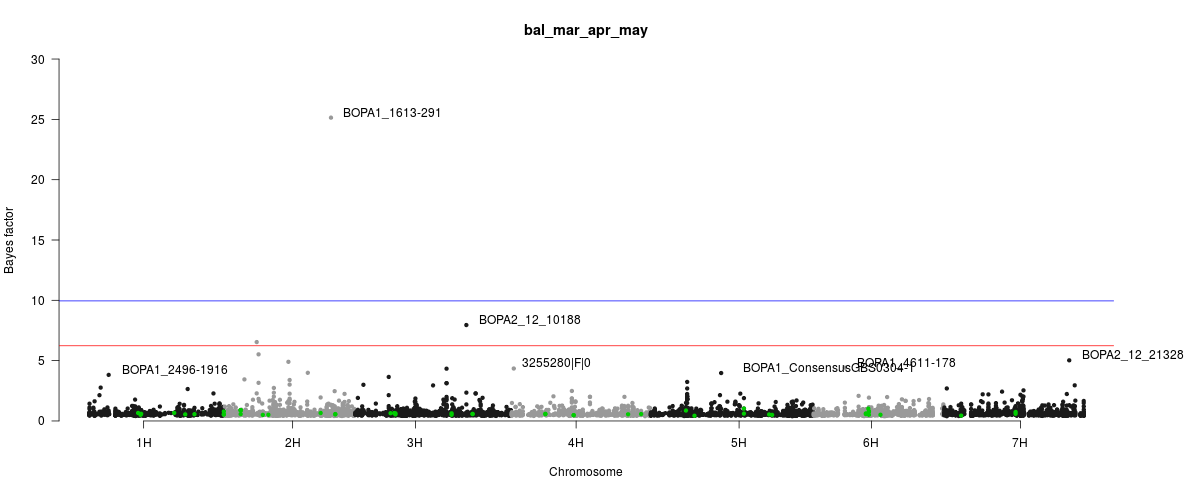 bal_mar_apr_may
30
BOPA1_1613-291
25
20
15
Bayes factor
10
BOPA2_12_10188
5
BOPA1_2496-1916
3255280|F|0
BOPA1_ConsensusGBS0304-1
BOPA1_4611-178
BOPA2_12_21328
0
1H 2H 3H 4H 5H 6H 7H
Chromosome